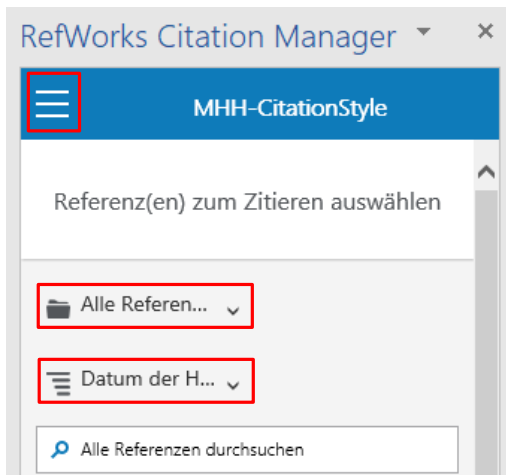 RefWorks Citation Manager
MHH-CitationStyle
Referenz(en) zum Zitieren auswählen
Alle Referen...
Datum der H...
Alle Referenzen durchsuchen